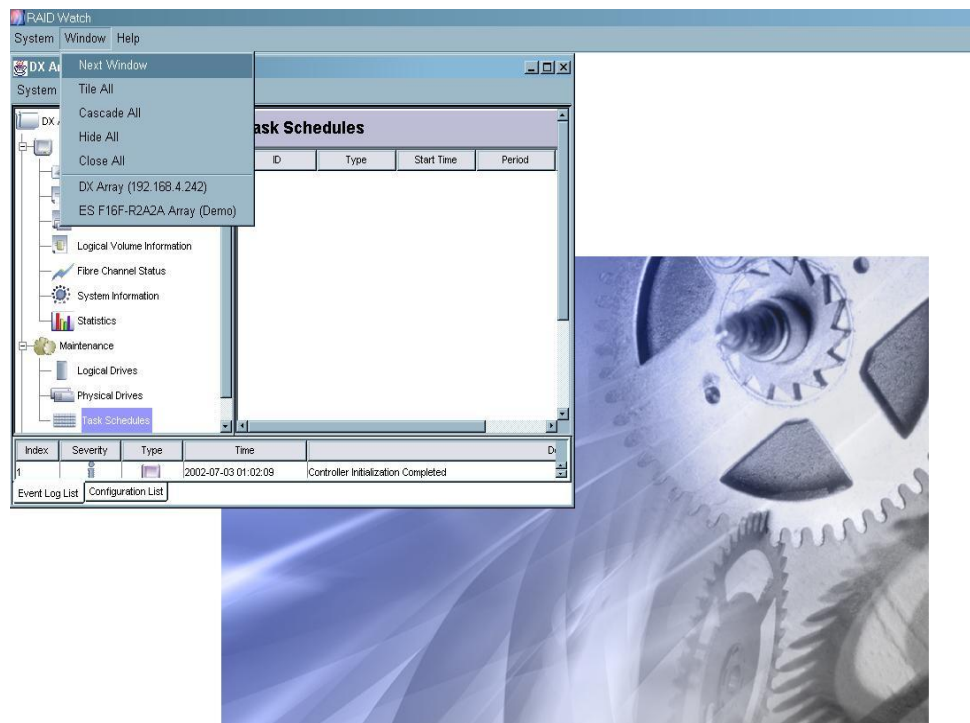 RAID Watch
System Window Help
Next Window
Tile All
Cascade All
Hide All
Close All
DX Array (192.168.4.242)
ES F16F-R2A2A Array (Demo)
DX
System
DX
Task Schedules
ID Type Start Time Period
Logical Volume Information
Fibre Channel Status
System Information
Statistics
Maintenance
Logical Drives
Physical Drives
Task Schedules
Index Severity Type Time
1 2002-07-03 01:02:09 Controller Initialization Completed
Event Log List Configuration List